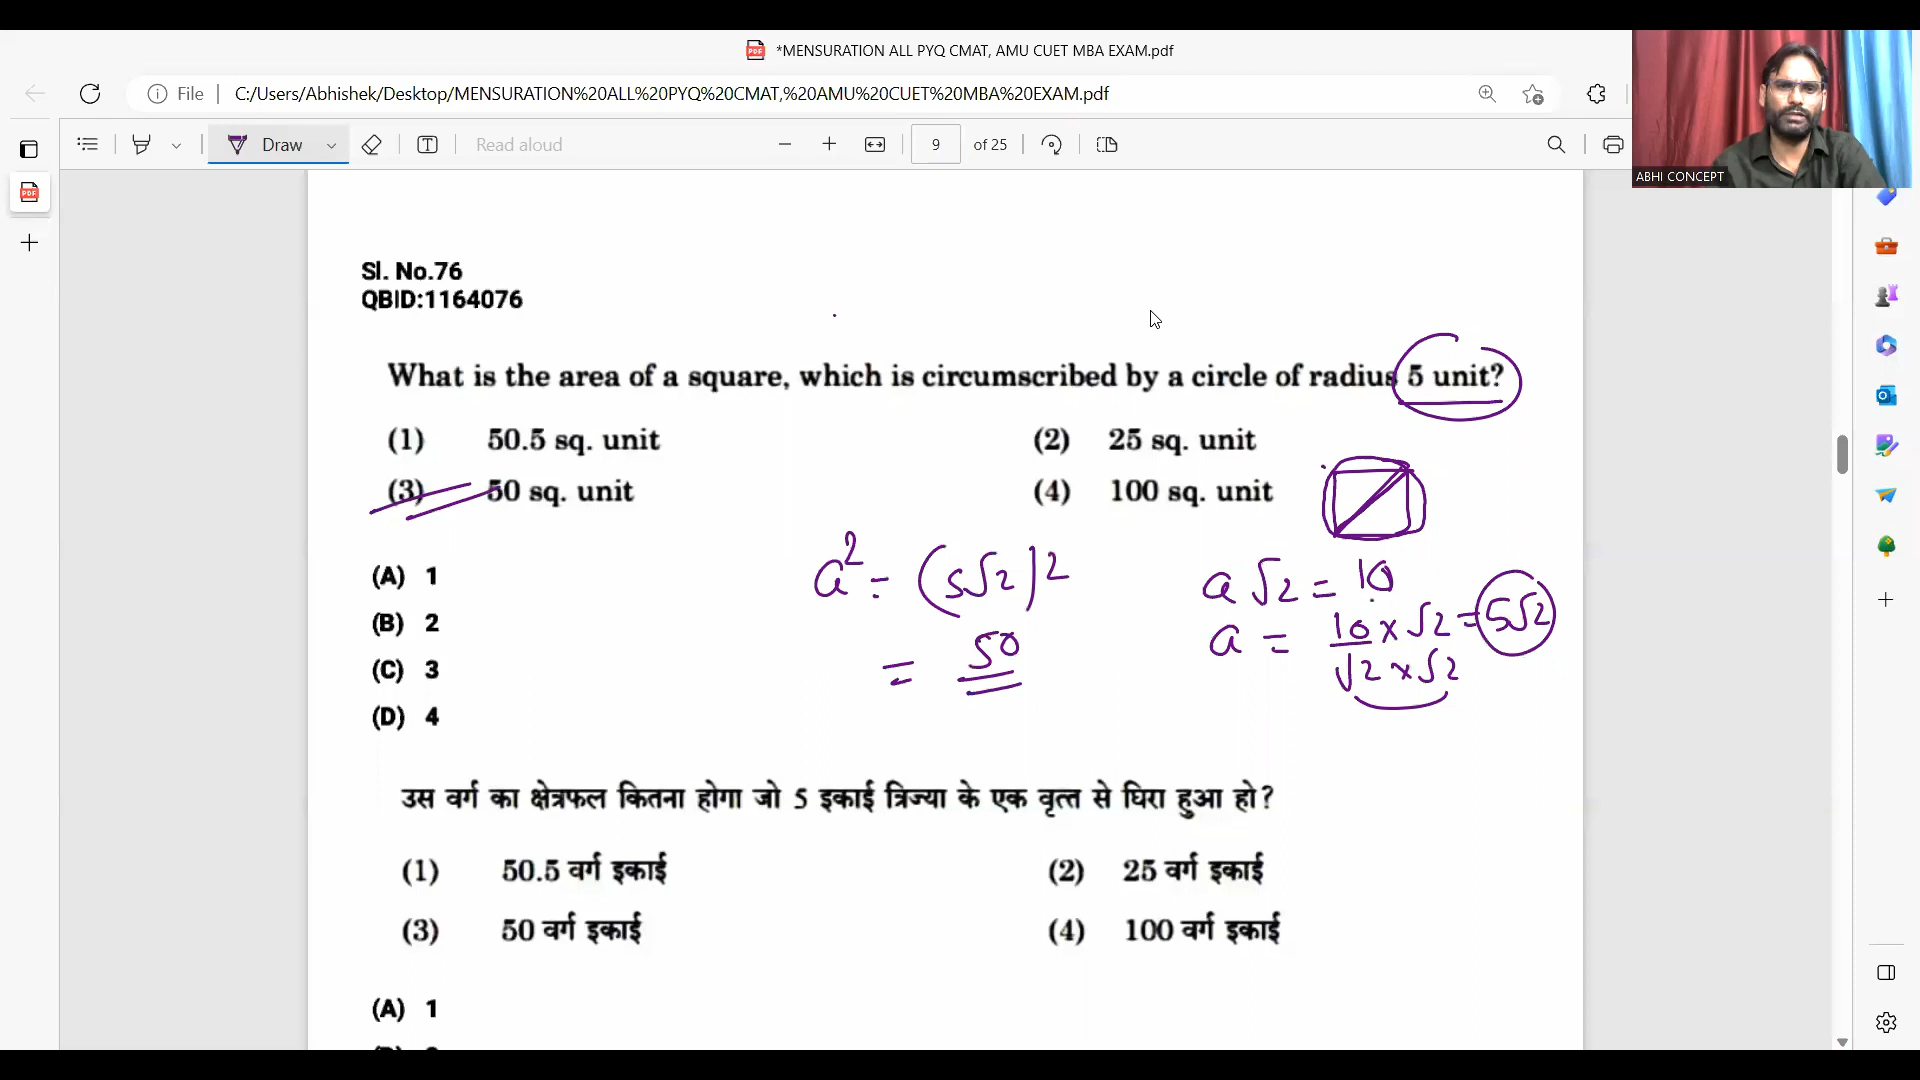 *MENSURATION ALL PYQ CMAT, AMU CUET MBA EXAM.pdf
File C:/Users/Abhishek/Desktop/MENSURATION%20ALL%20PYQ%20CMAT,%20AMU%20CUET%20MBA%20EXAM.pdf
Draw Read aloud 9 of 25
ABHI CONCEPT
Sl. No.76
QBID:1164076
What is the area of a square, which is circumscribed by a circle of radius 5 unit?
(1) 50.5 sq. unit (2) 25 sq. unit
(3) 50 sq. unit (4) 100 sq. unit
(A) 1
(B) 2
(C) 3
(D) 4
a² = (5√2)²
= 50
a√2 = 10
a = 10 × √2 = 5√2
√2 × √2
उस वर्ग का क्षेत्रफल कितना होगा जो 5 इकाई त्रिज्या के एक वृत्त से घिरा हुआ हो?
(1) 50.5 वर्ग इकाई (2) 25 वर्ग इकाई
(3) 50 वर्ग इकाई (4) 100 वर्ग इकाई
(A) 1